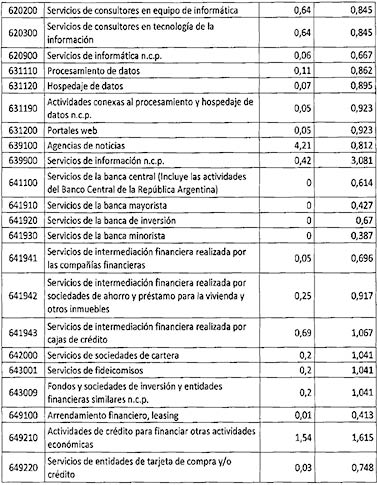 620200 Servicios de consultores en equipo de informática 0,64 0,845
620300 Servicios de consultores en tecnología de la
información 0,64 0,845
620900 Servicios de informática n.c.p. 0,06 0,667
631110 Procesamiento de datos 0,11 0,862
631120 Hospedaje de datos 0,07 0,895
631190 Actividades conexas al procesamiento y hospedaje de
datos n.c.p. 0,05 0,923
631200 Portales web 0,05 0,923
639100 Agencias de noticias 4,21 0,812
639900 Servicios de información n.c.p. 0,42 3,081
641100 Servicios de la banca central (Incluye las actividades
del Banco Central de la República Argentina) 0 0,614
641910 Servicios de la banca mayorista 0 0,427
641920 Servicios de la banca de inversión 0 0,67
641930 Servicios de la banca minorista 0 0,387
641941 Servicios de intermediación financiera realizada por
las compañías financieras 0,05 0,696
641942 Servicios de intermediación financiera realizada por
sociedades de ahorro y préstamo para la vivienda y
otros inmuebles 0,25 0,917
641943 Servicios de intermediación financiera realizada por
cajas de crédito 0,69 1,067
642000 Servicios de sociedades de cartera 0,2 1,041
643001 Servicios de fideicomisos 0,2 1,041
643009 Fondos y sociedades de inversión y entidades
financieras similares n.c.p. 0,2 1,041
649100 Arrendamiento financiero, leasing 0,01 0,413
649210 Actividades de crédito para financiar otras actividades
económicas 1,54 1,615
649220 Servicios de entidades de tarjeta de compra y/o
crédito 0,03 0,748